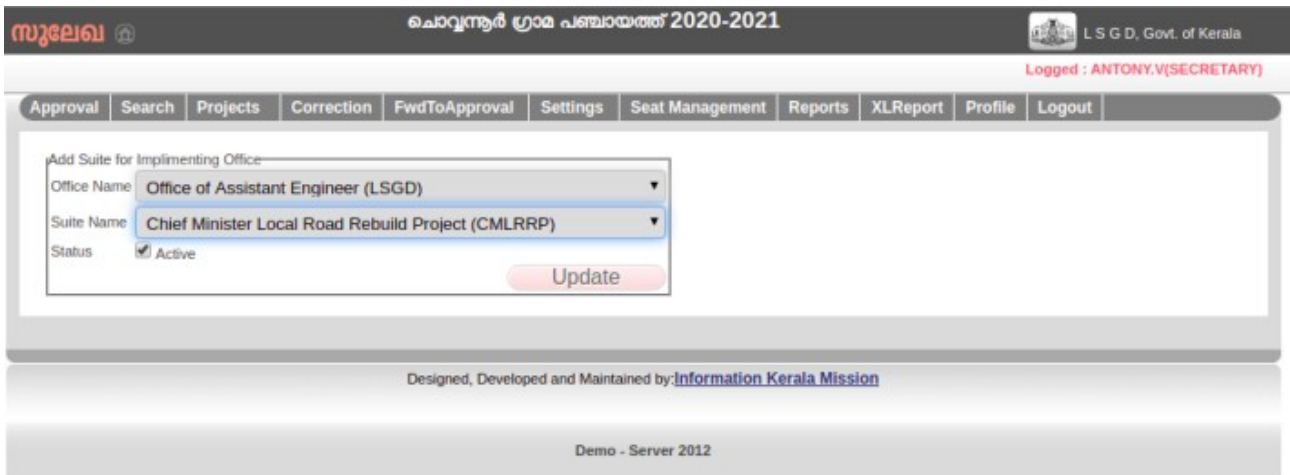 സുലേഖ
ചൊവ്വന്നൂർ ഗ്രാമ പഞ്ചായത്ത് 2020-2021
L S G D, Govt. of Kerala
Logged : ANTONY.V(SECRETARY)
Approval Search Projects Correction FwdToApproval Settings Seat Management Reports XLReport Profile Logout
Add Suite for Implimenting Office
Office Name Office of Assistant Engineer (LSGD)
Suite Name Chief Minister Local Road Rebuild Project (CMLRRP)
Status Active
Update
Designed, Developed and Maintained by:Information Kerala Mission
Demo - Server 2012